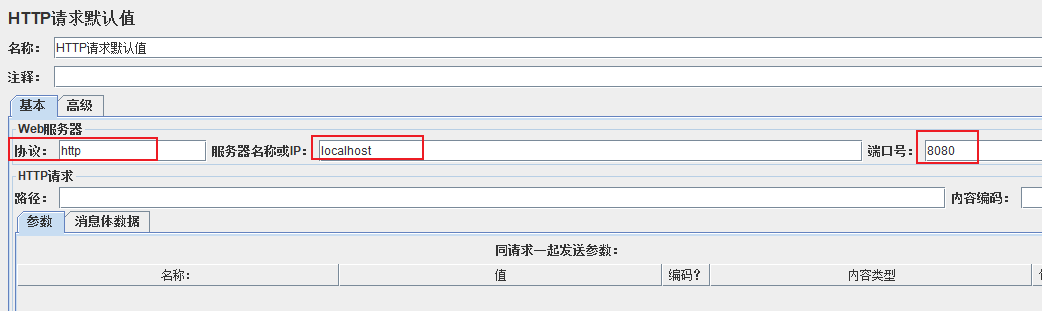 HTTP请求默认值
名称： HTTP请求默认值
注释：
基本 高级
Web服务器
协议： http 服务器名称或IP： localhost 端口号： 8080
HTTP请求
路径： 内容编码：
参数 消息体数据
同请求一起发送参数：
名称： 值 编码？ 内容类型